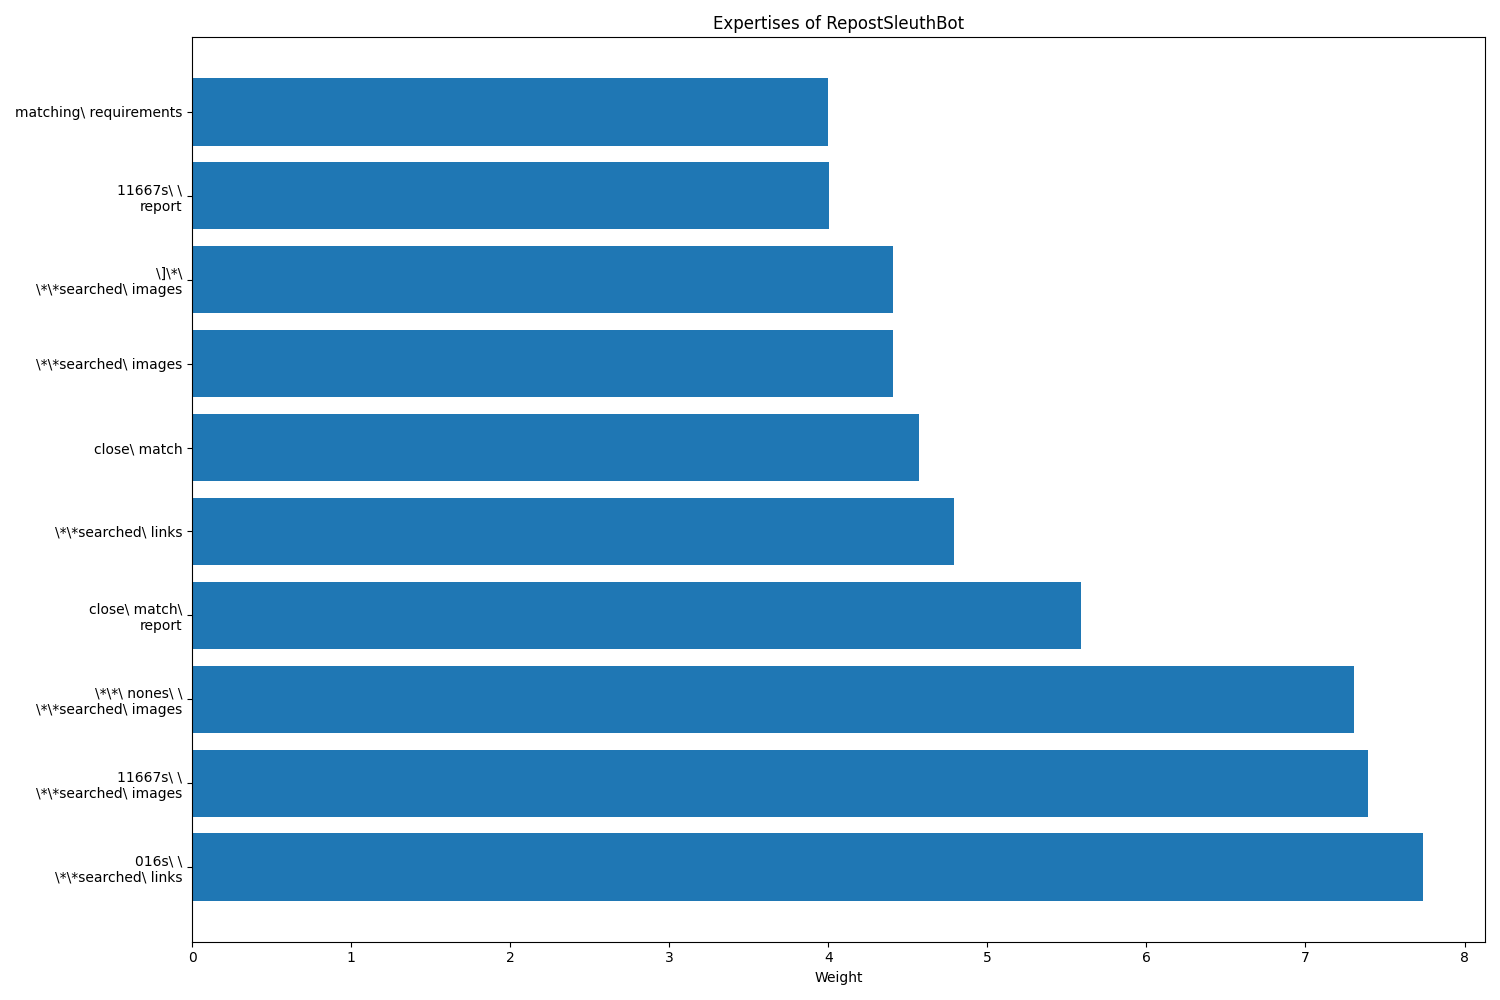 Expertises of RepostSleuthBot
matching\ requirements
11667s\ \
report
\]\*\
\*\*searched\ images
\*\*searched\ images
close\ match
\*\*searched\ links
close\ match\
report
\*\*\ nones\ \
\*\*searched\ images
11667s\ \
\*\*searched\ images
016s\ \
\*\*searched\ links
0 1 2 3 4 5 6 7 8
Weight